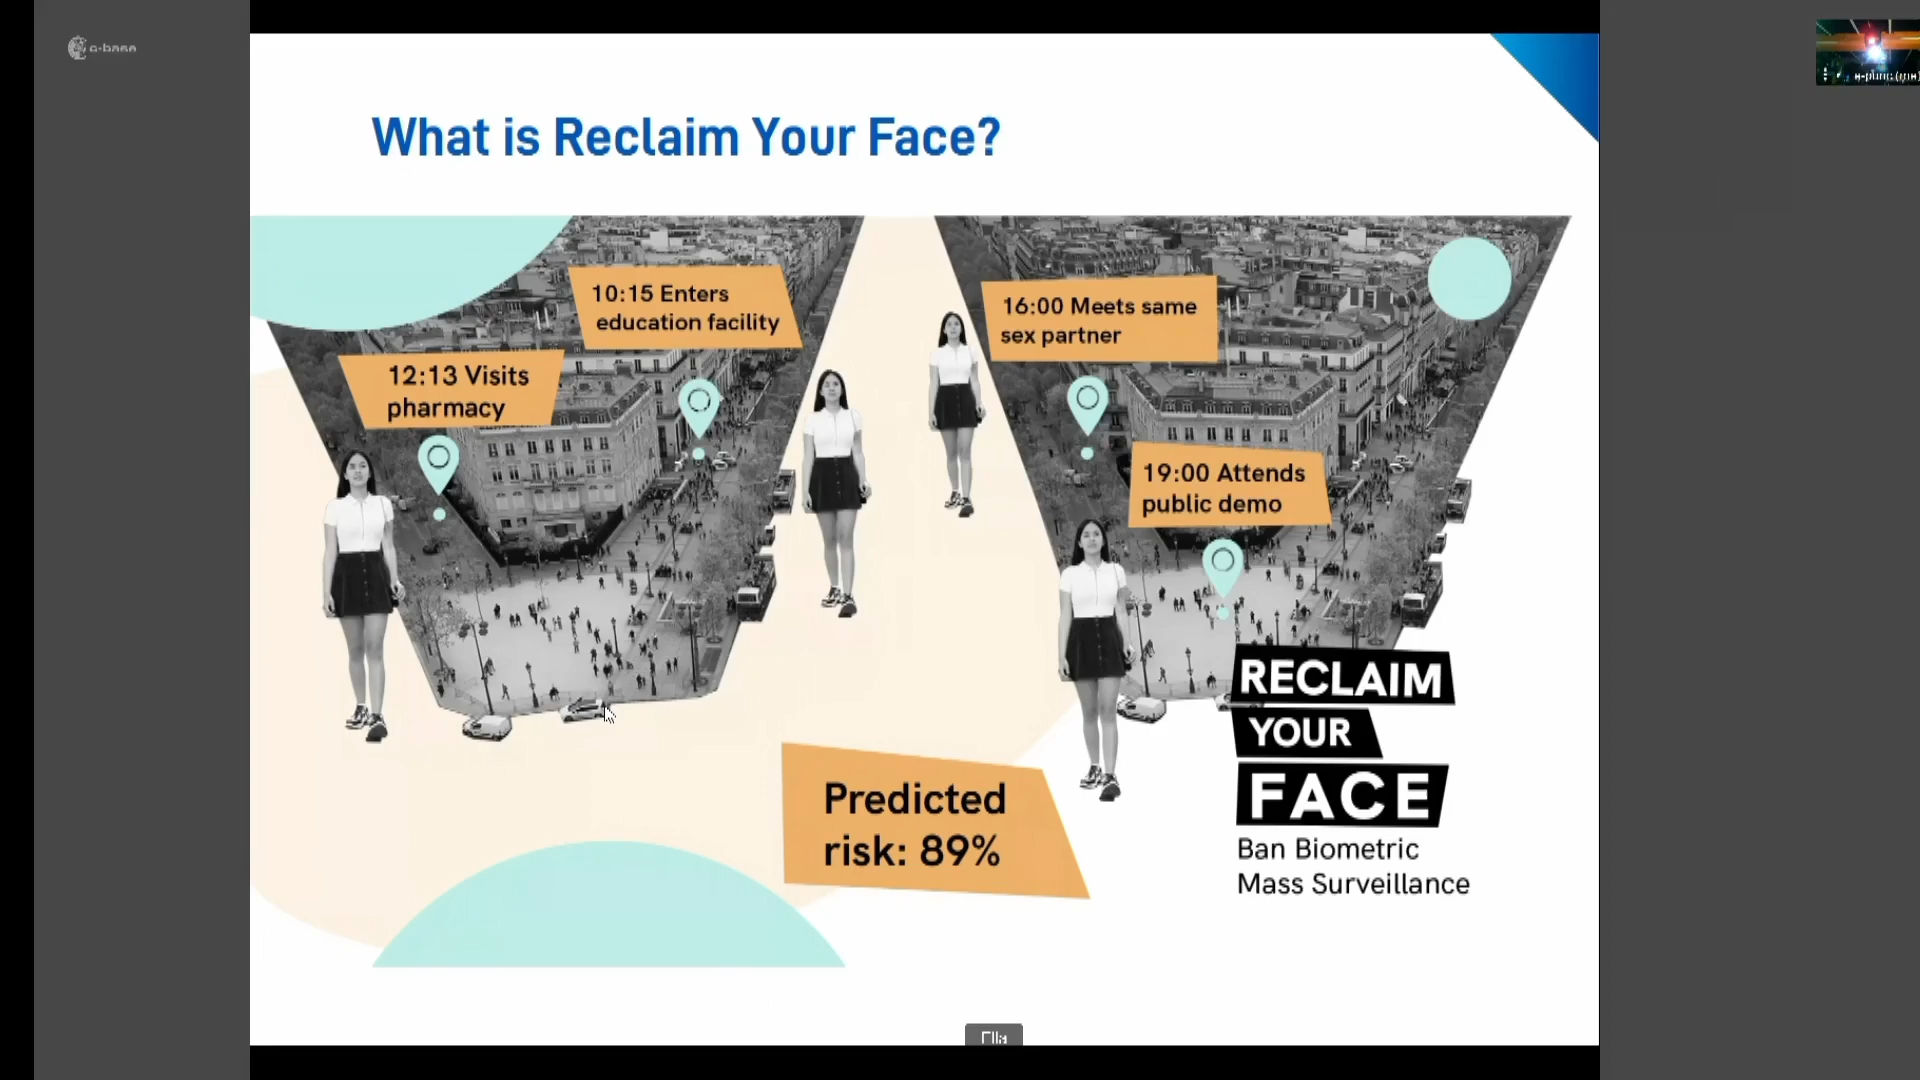 c-base
What is Reclaim Your Face?
10:15 Enters
education facility
12:13 Visits
pharmacy
16:00 Meets same
sex partner
19:00 Attends
public demo
Predicted
risk: 89%
RECLAIM
YOUR
FACE
Ban Biometric
Mass Surveillance